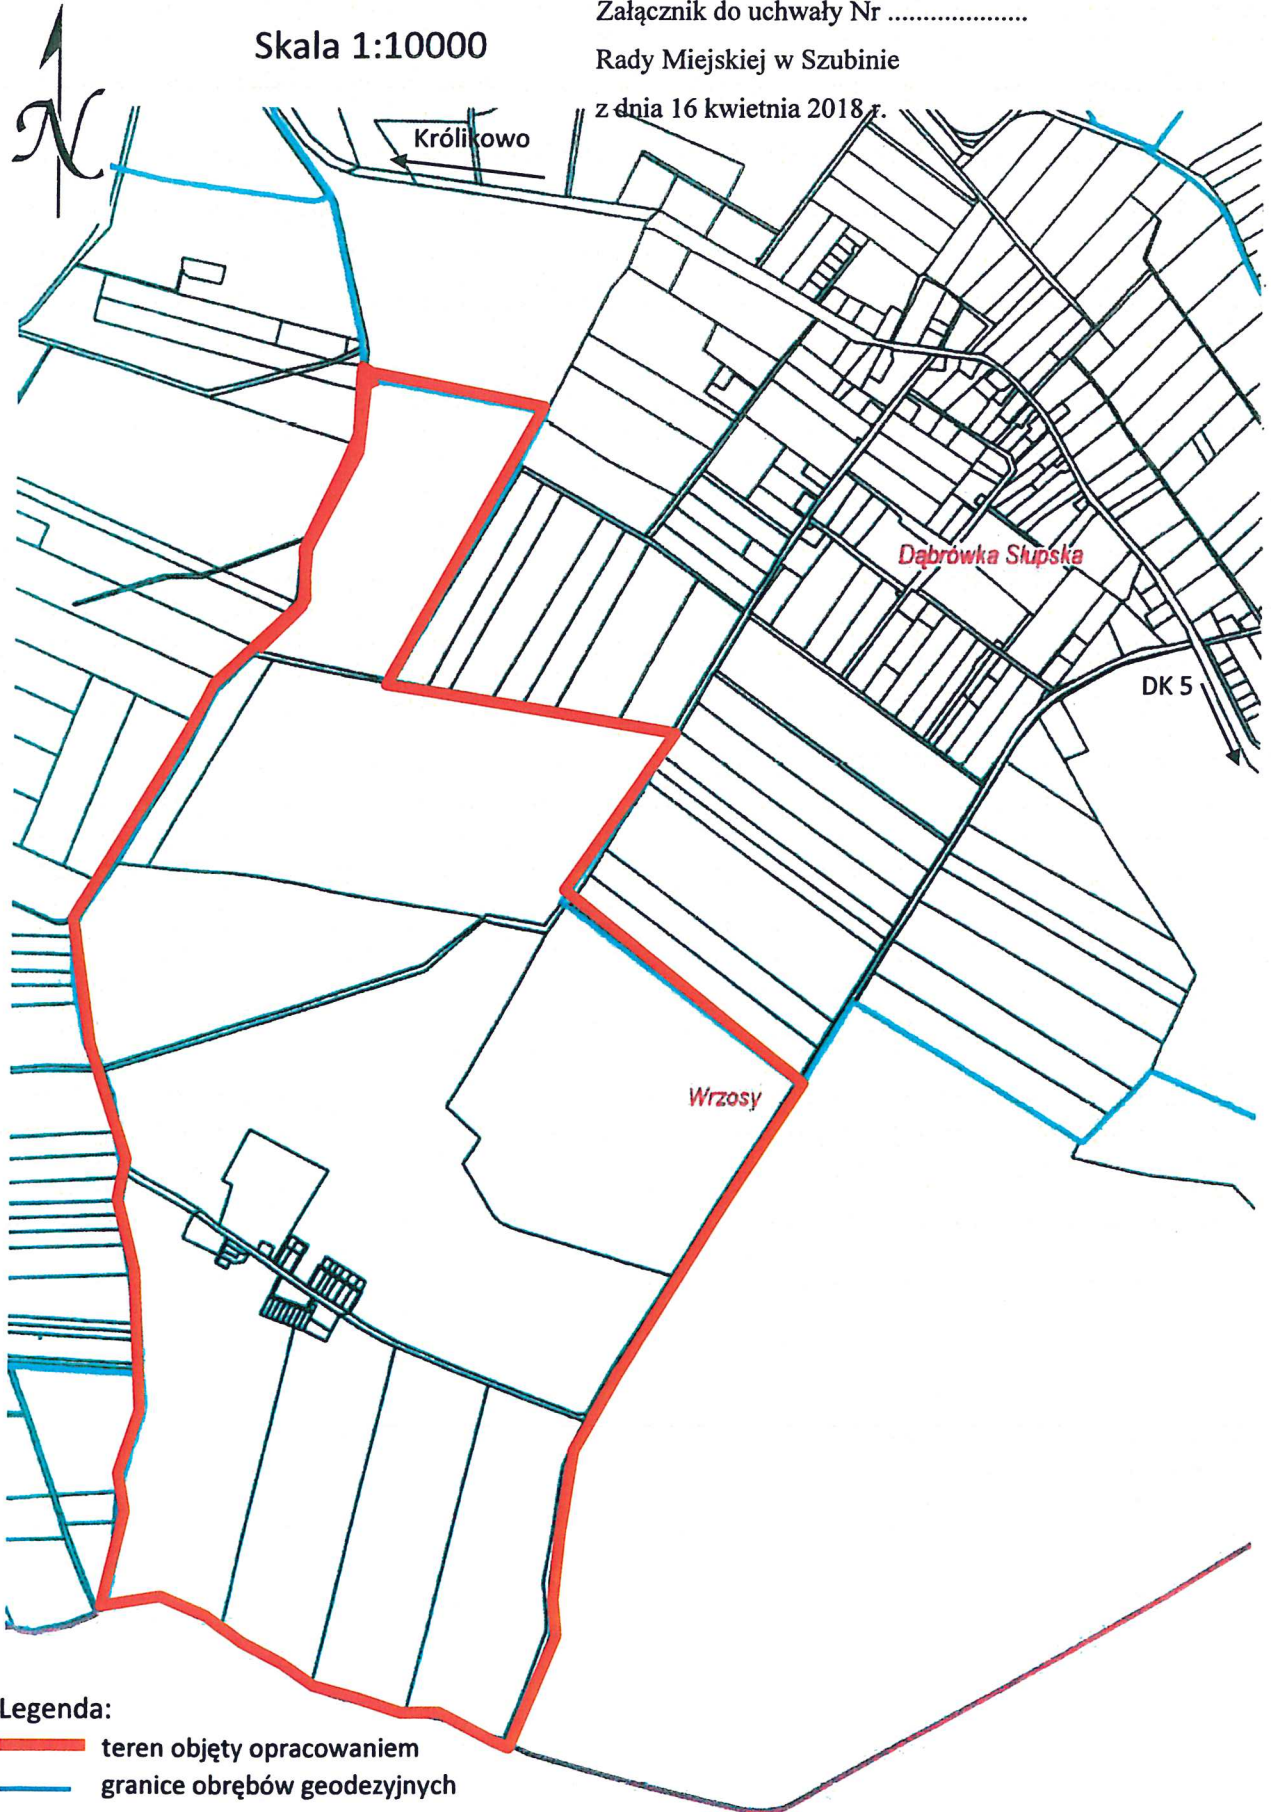 Załącznik do uchwały Nr ....................
Skala 1:10000
Rady Miejskiej w Szubinie
z dnia 16 kwietnia 2018 r.
N
Królikowo
Dąbrówka Słupska
DK 5
Wrzosy
Legenda:
teren objęty opracowaniem
granice obrębów geodezyjnych